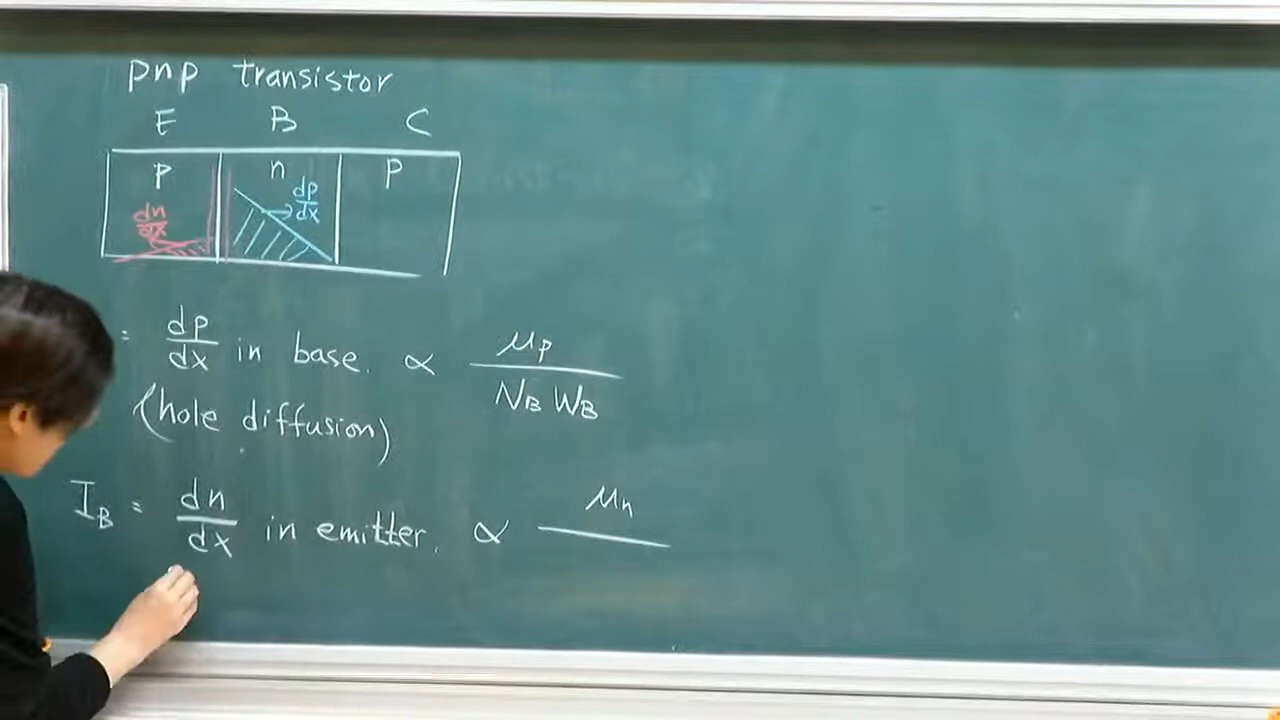 pnp transistor
E B C
p n p
dn/dx → dp/dx
= dp/dx in base. ∝ μp / NB WB
(hole diffusion)
IB = dn/dx in emitter. ∝ μn